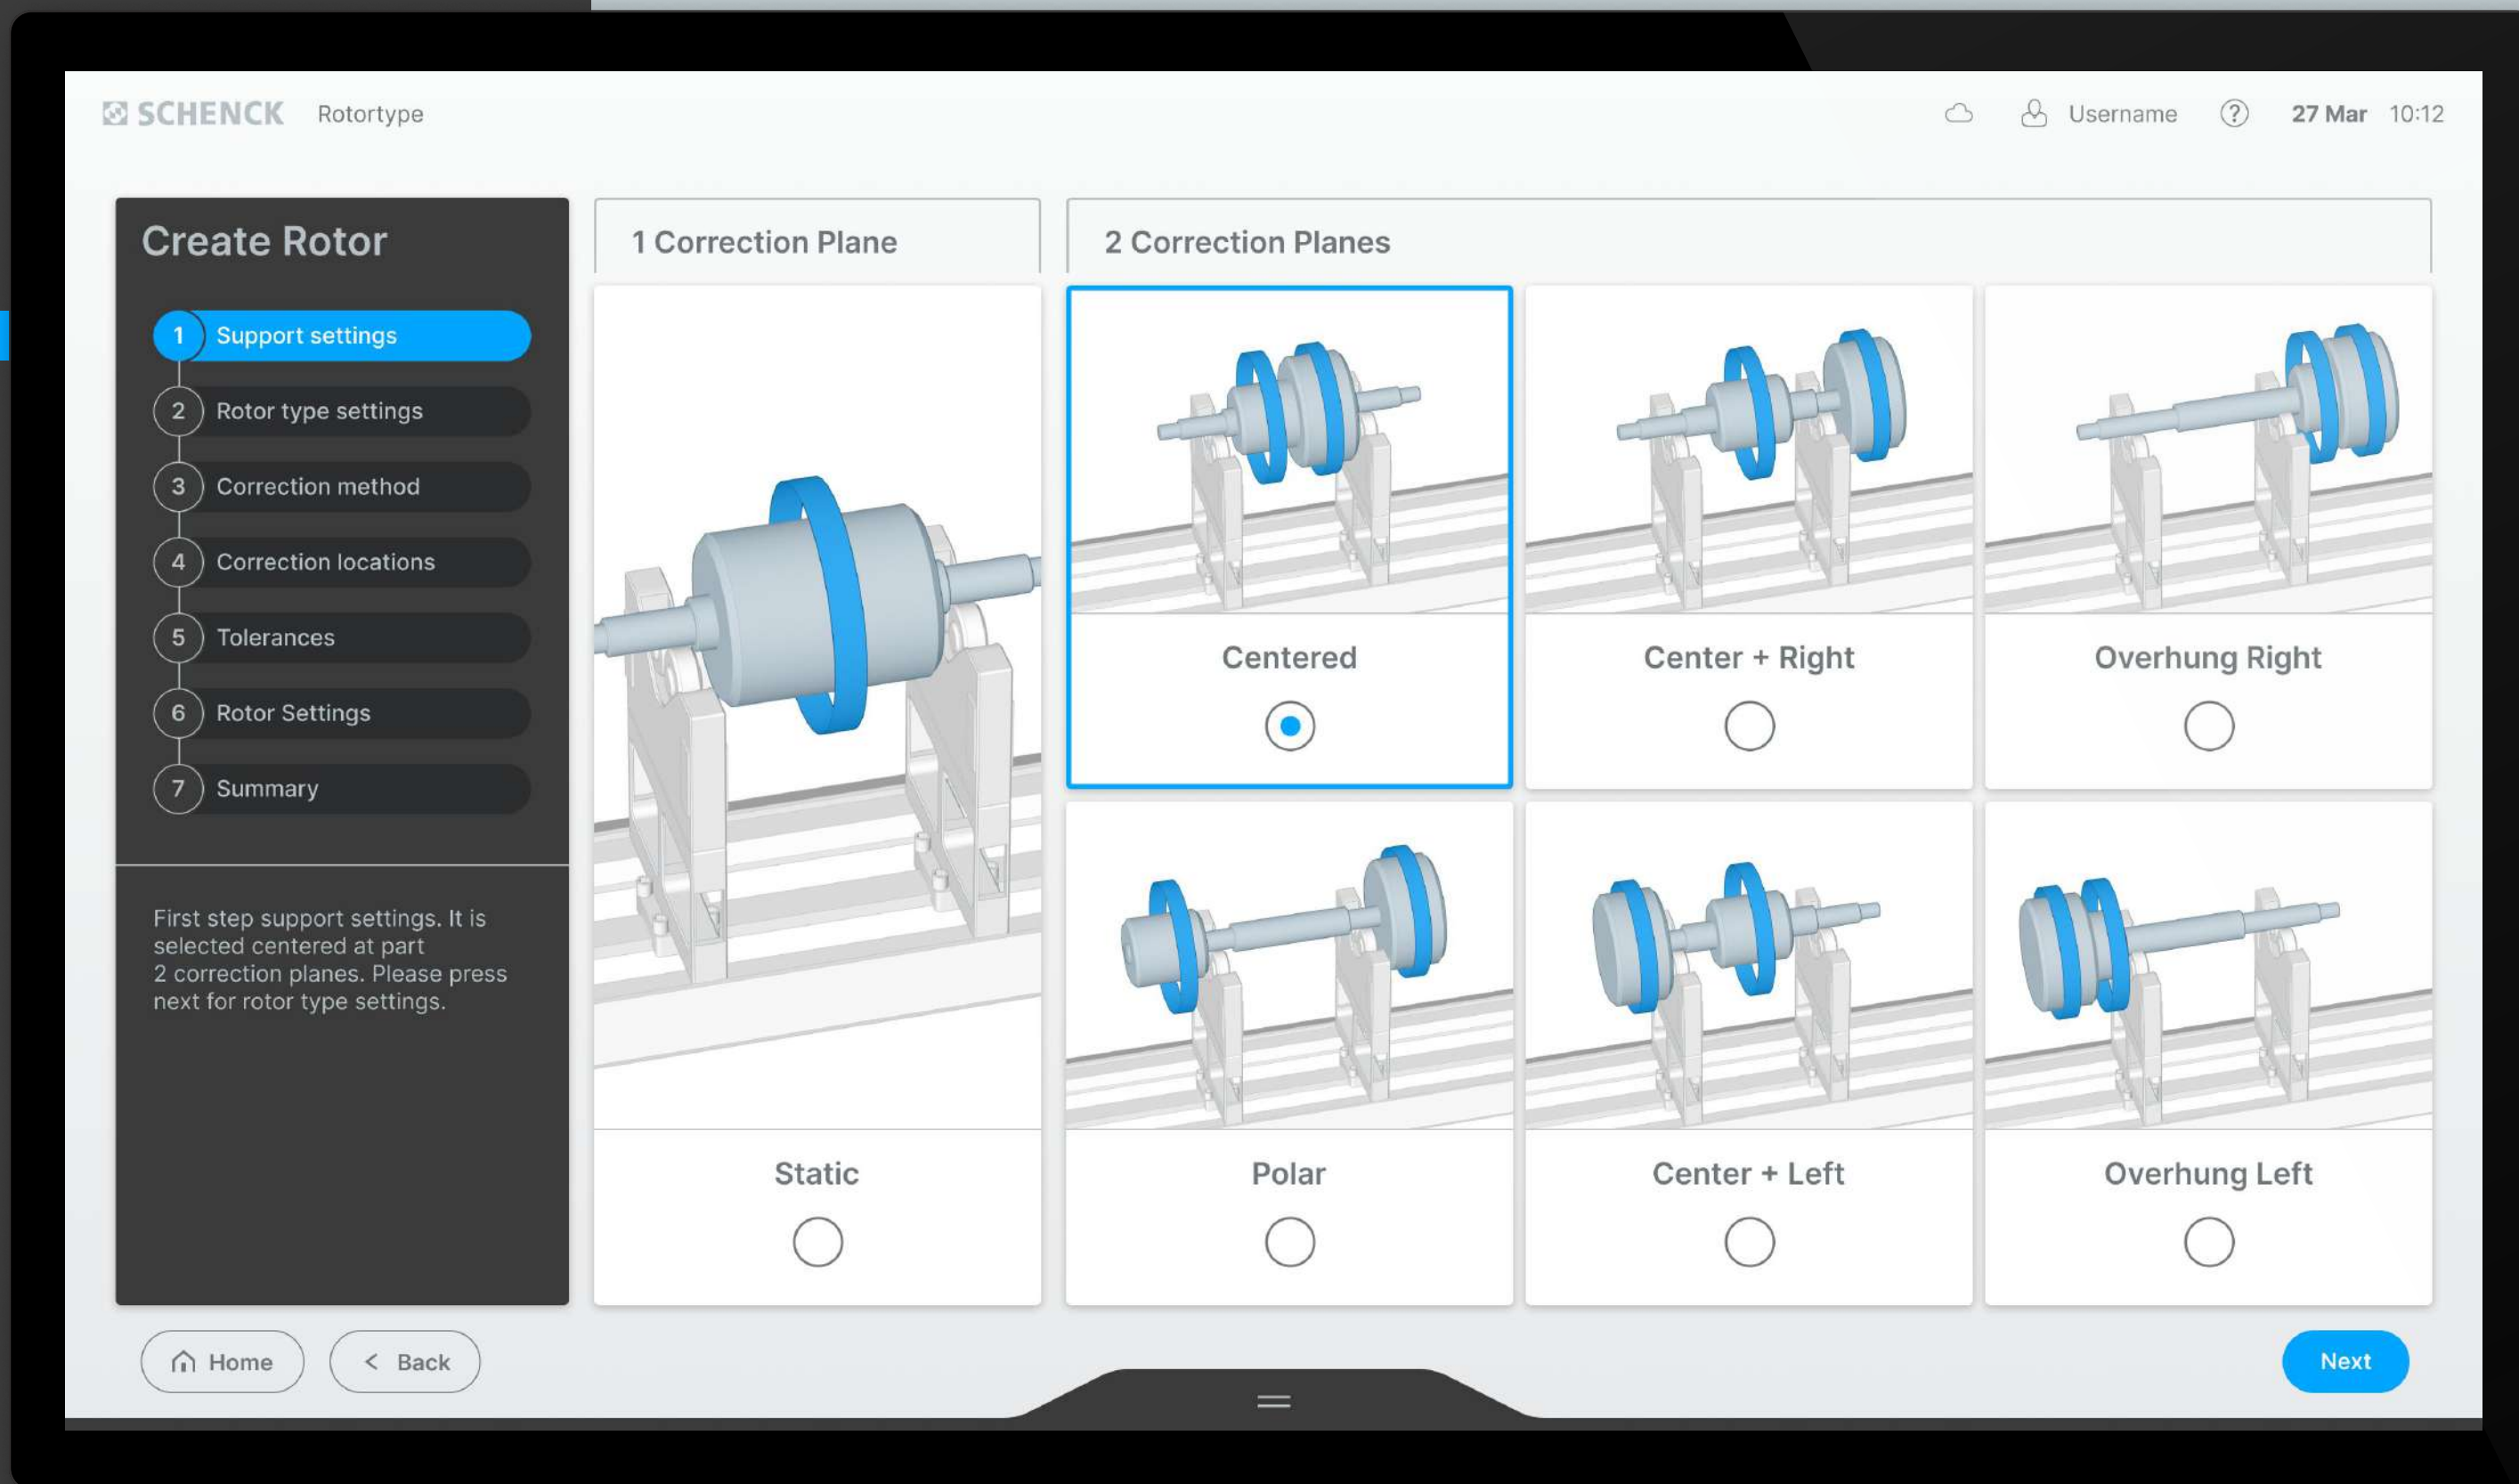 SCHENCK Rotortype
Username ? 27 Mar 10:12
Create Rotor
1 Support settings
2 Rotor type settings
3 Correction method
4 Correction locations
5 Tolerances
6 Rotor Settings
7 Summary
First step support settings. It is
selected centered at part
2 correction planes. Please press
next for rotor type settings.
1 Correction Plane
Static
2 Correction Planes
Centered
Center + Right
Overhung Right
Polar
Center + Left
Overhung Left
Home
< Back
Next